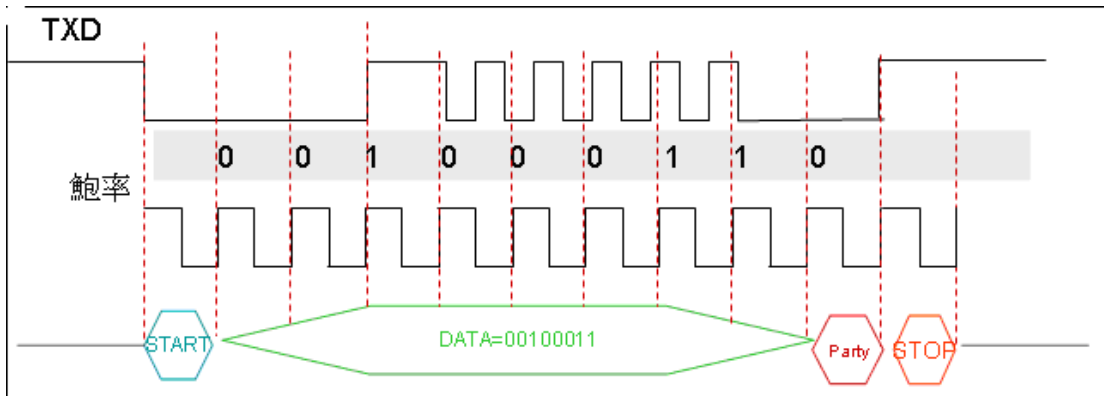 TXD
0 0 1 0 0 0 1 1 0
鮑率
START
DATA=00100011
Party
STOP